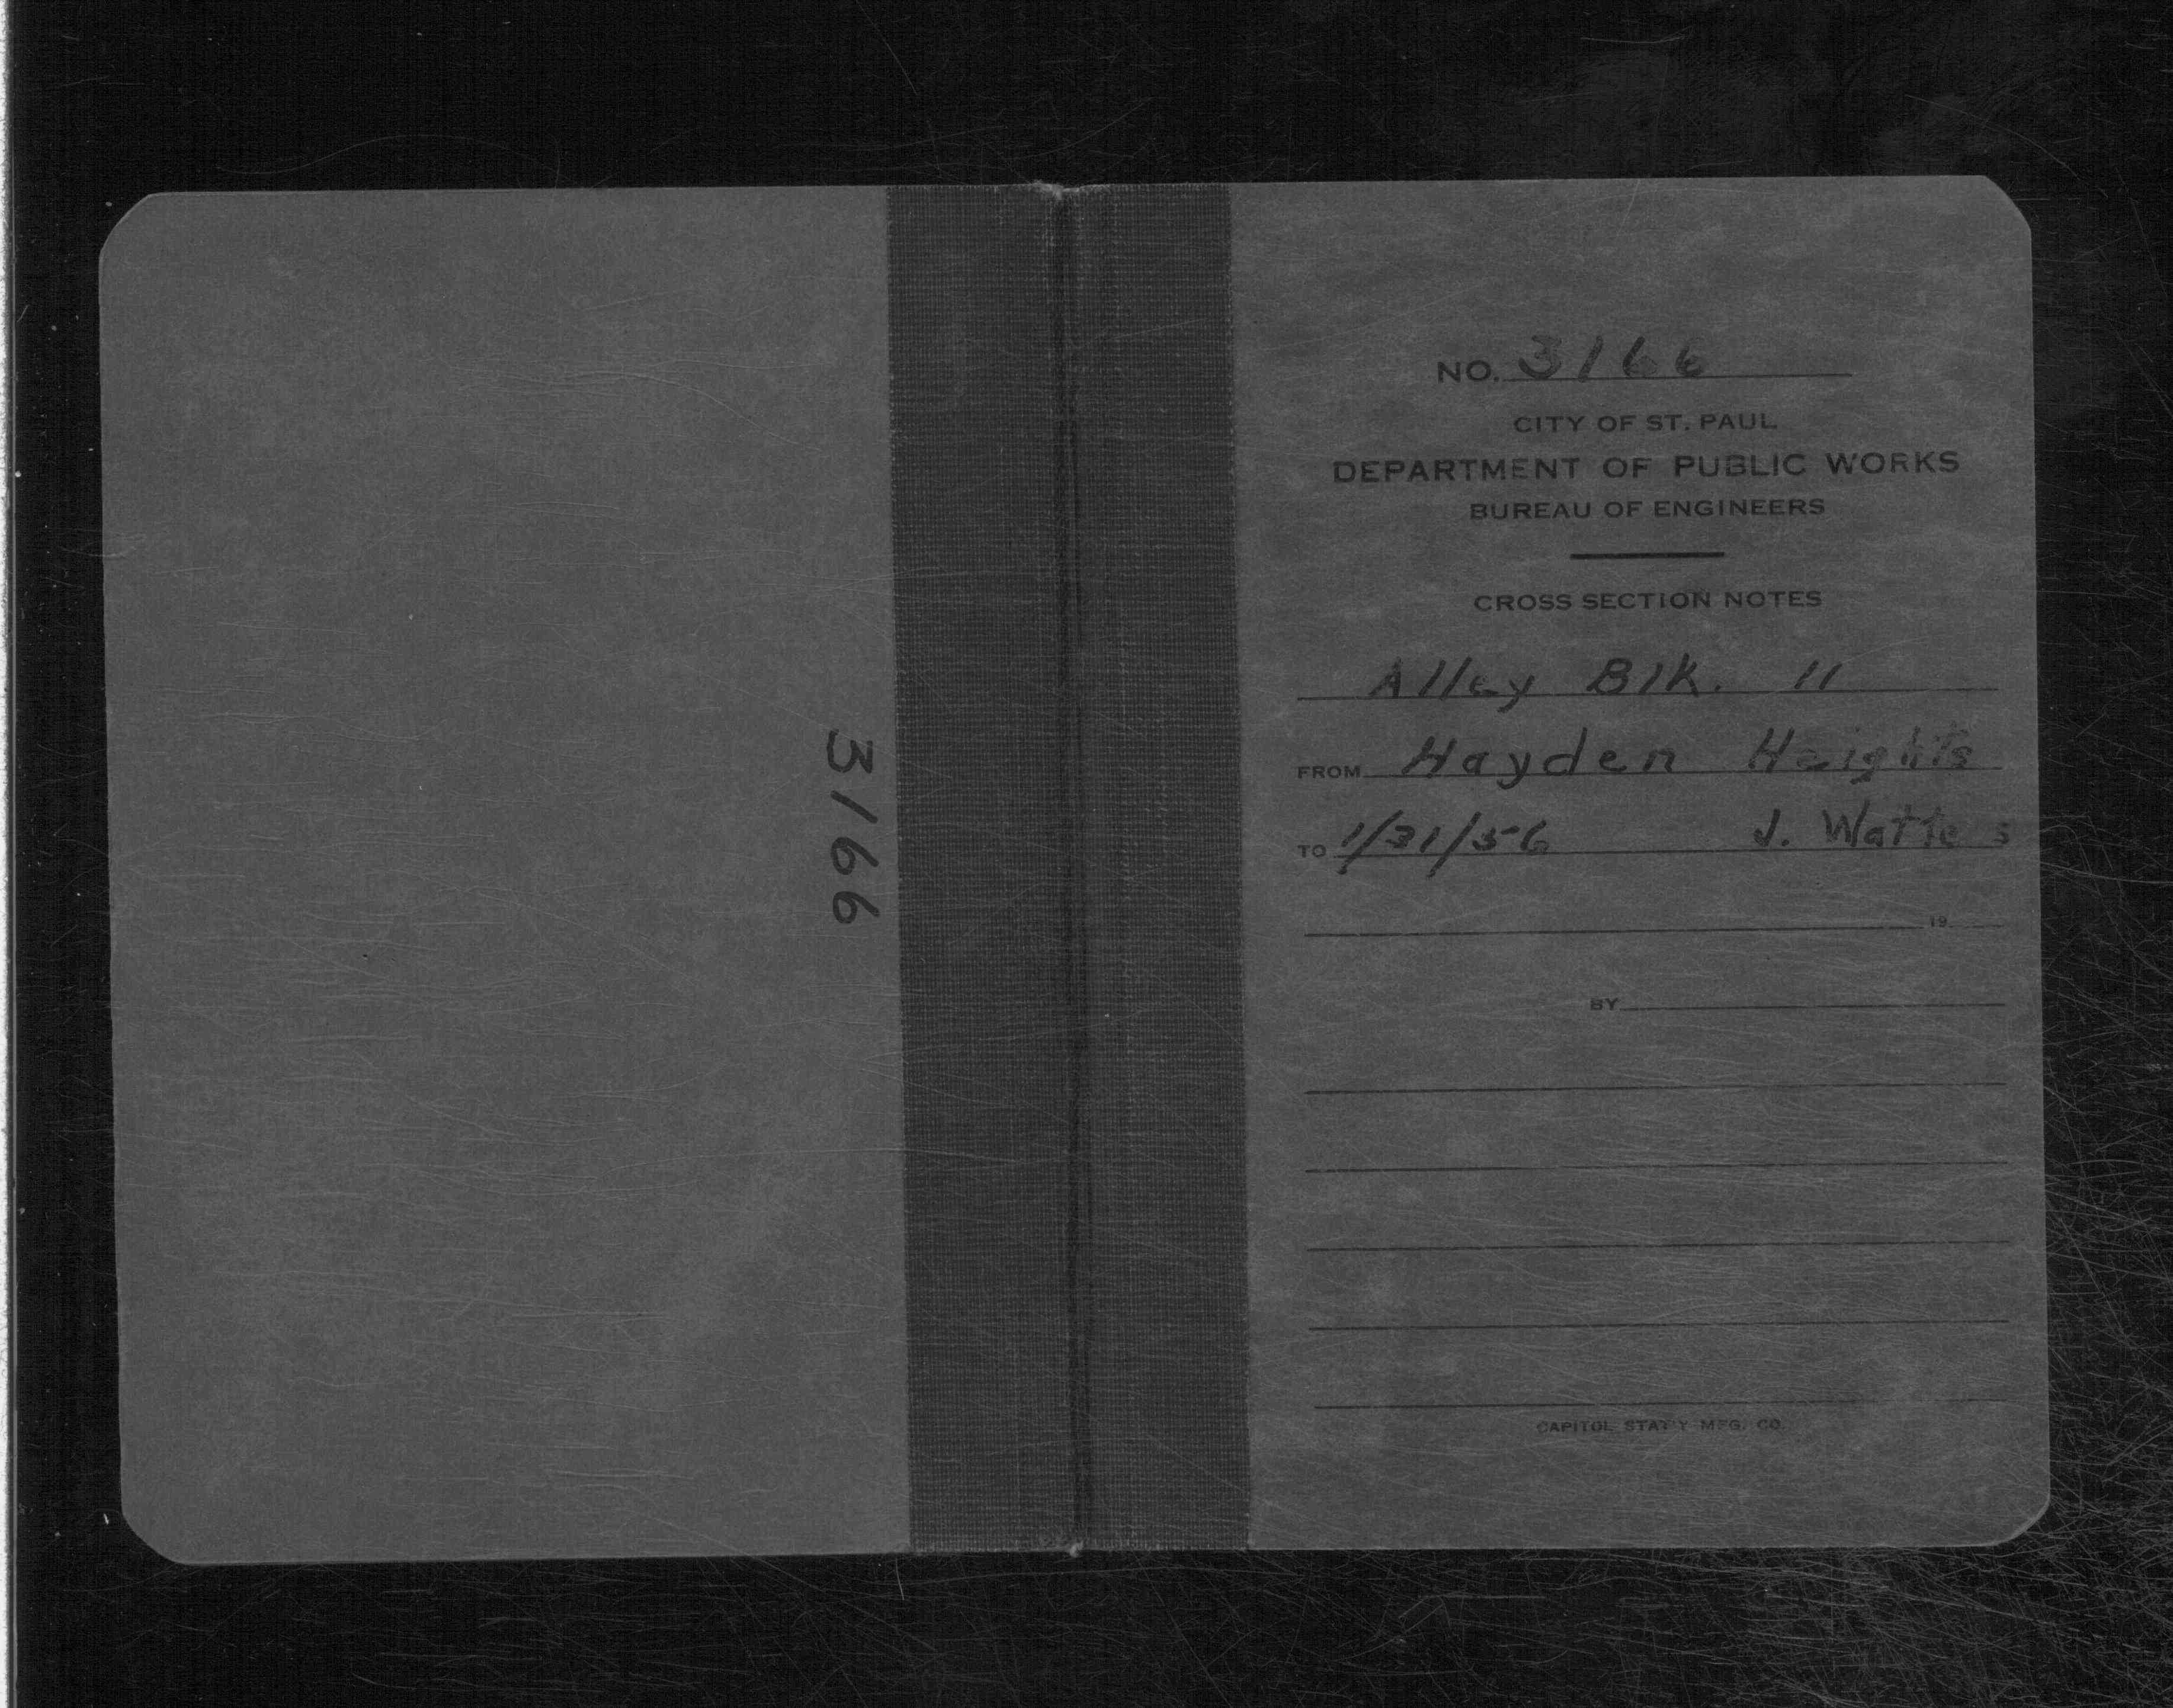 3166
NO. 3166
CITY OF ST. PAUL
DEPARTMENT OF PUBLIC WORKS
BUREAU OF ENGINEERS
CROSS SECTION NOTES
Alley Blk. 11
FROM Hayden Heights
TO 1/31/56 J.
19
BY
CAPITOL STAT'Y MFG. CO.